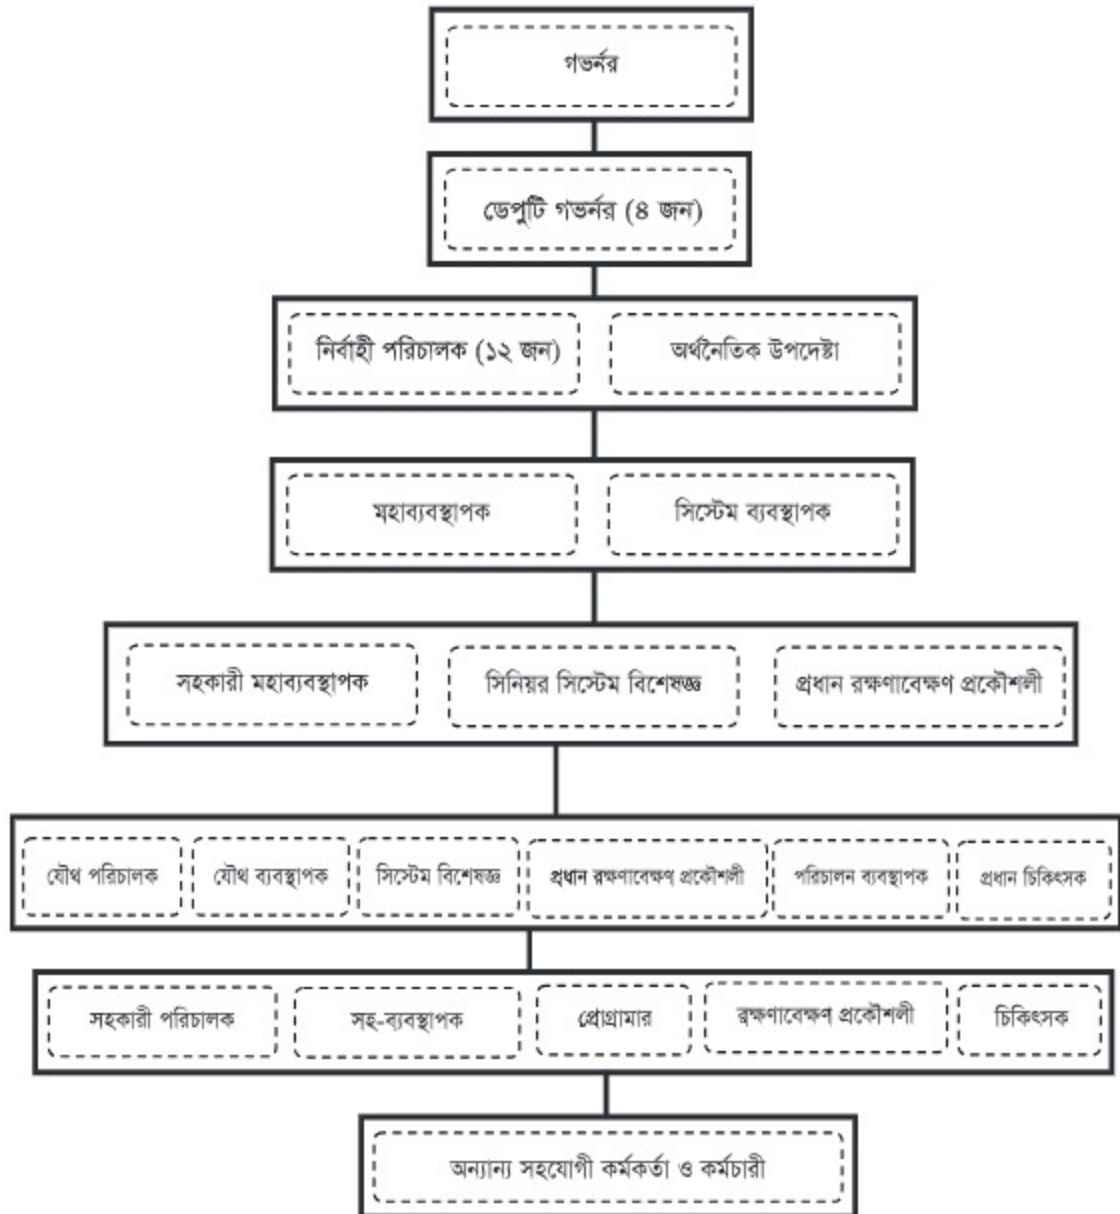 গভর্নর
ডেপুটি গভর্নর (৪ জন)
নির্বাহী পরিচালক (১২ জন) অর্থনৈতিক উপদেষ্টা
মহাব্যবস্থাপক সিস্টেম ব্যবস্থাপক
সহকারী মহাব্যবস্থাপক সিনিয়র সিস্টেম বিশেষজ্ঞ প্রধান রক্ষণাবেক্ষণ প্রকৌশলী
যৌথ পরিচালক যৌথ ব্যবস্থাপক সিস্টেম বিশেষজ্ঞ প্রধান রক্ষণাবেক্ষণ প্রকৌশলী পরিচালন ব্যবস্থাপক প্রধান চিকিৎসক
সহকারী পরিচালক সহ-ব্যবস্থাপক প্রোগ্রামার রক্ষণাবেক্ষণ প্রকৌশলী চিকিৎসক
অন্যান্য সহযোগী কর্মকর্তা ও কর্মচারী